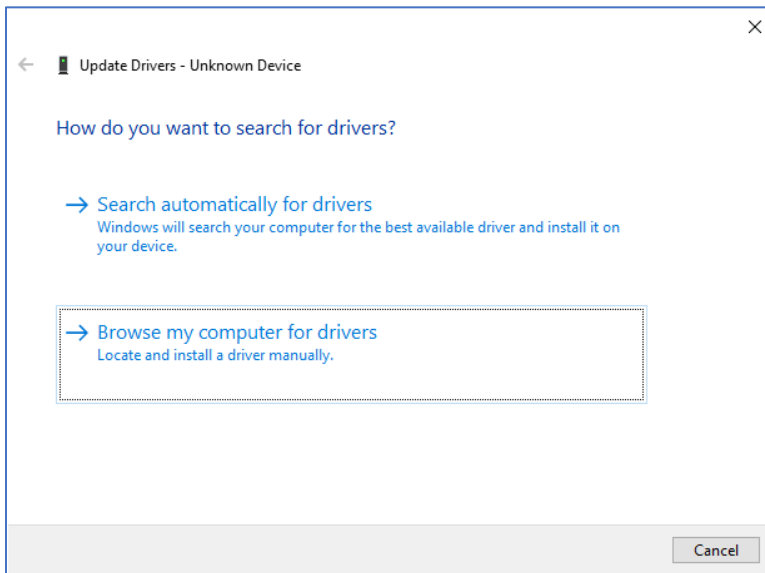 Update Drivers - Unknown Device
How do you want to search for drivers?
Search automatically for drivers
Windows will search your computer for the best available driver and install it on
your device.
Browse my computer for drivers
Locate and install a driver manually.
Cancel